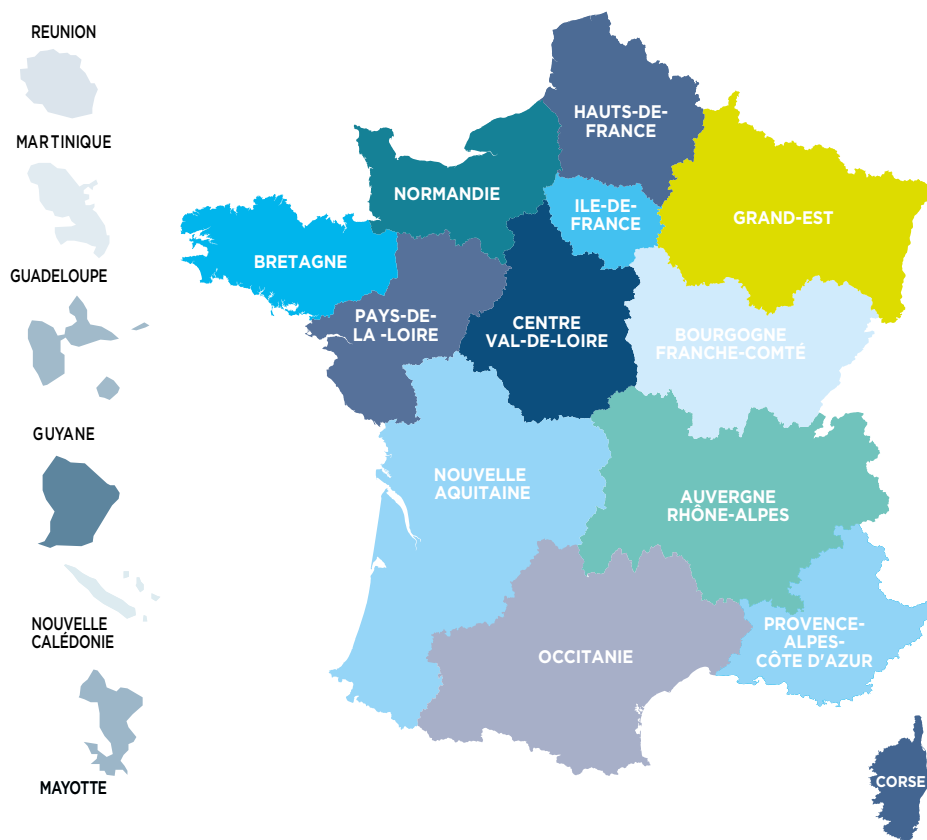 REUNION
MARTINIQUE
GUADELOUPE
GUYANE
NOUVELLE
CALÉDONIE
MAYOTTE
HAUTS-DE-
FRANCE
NORMANDIE
ILE-DE-
FRANCE
GRAND-EST
BRETAGNE
PAYS-DE-
LA -LOIRE
CENTRE
VAL-DE-LOIRE
BOURGOGNE
FRANCHE-COMTÉ
NOUVELLE
AQUITAINE
AUVERGNE
RHÔNE-ALPES
OCCITANIE
PROVENCE-
ALPES-
CÔTE D'AZUR
CORSE